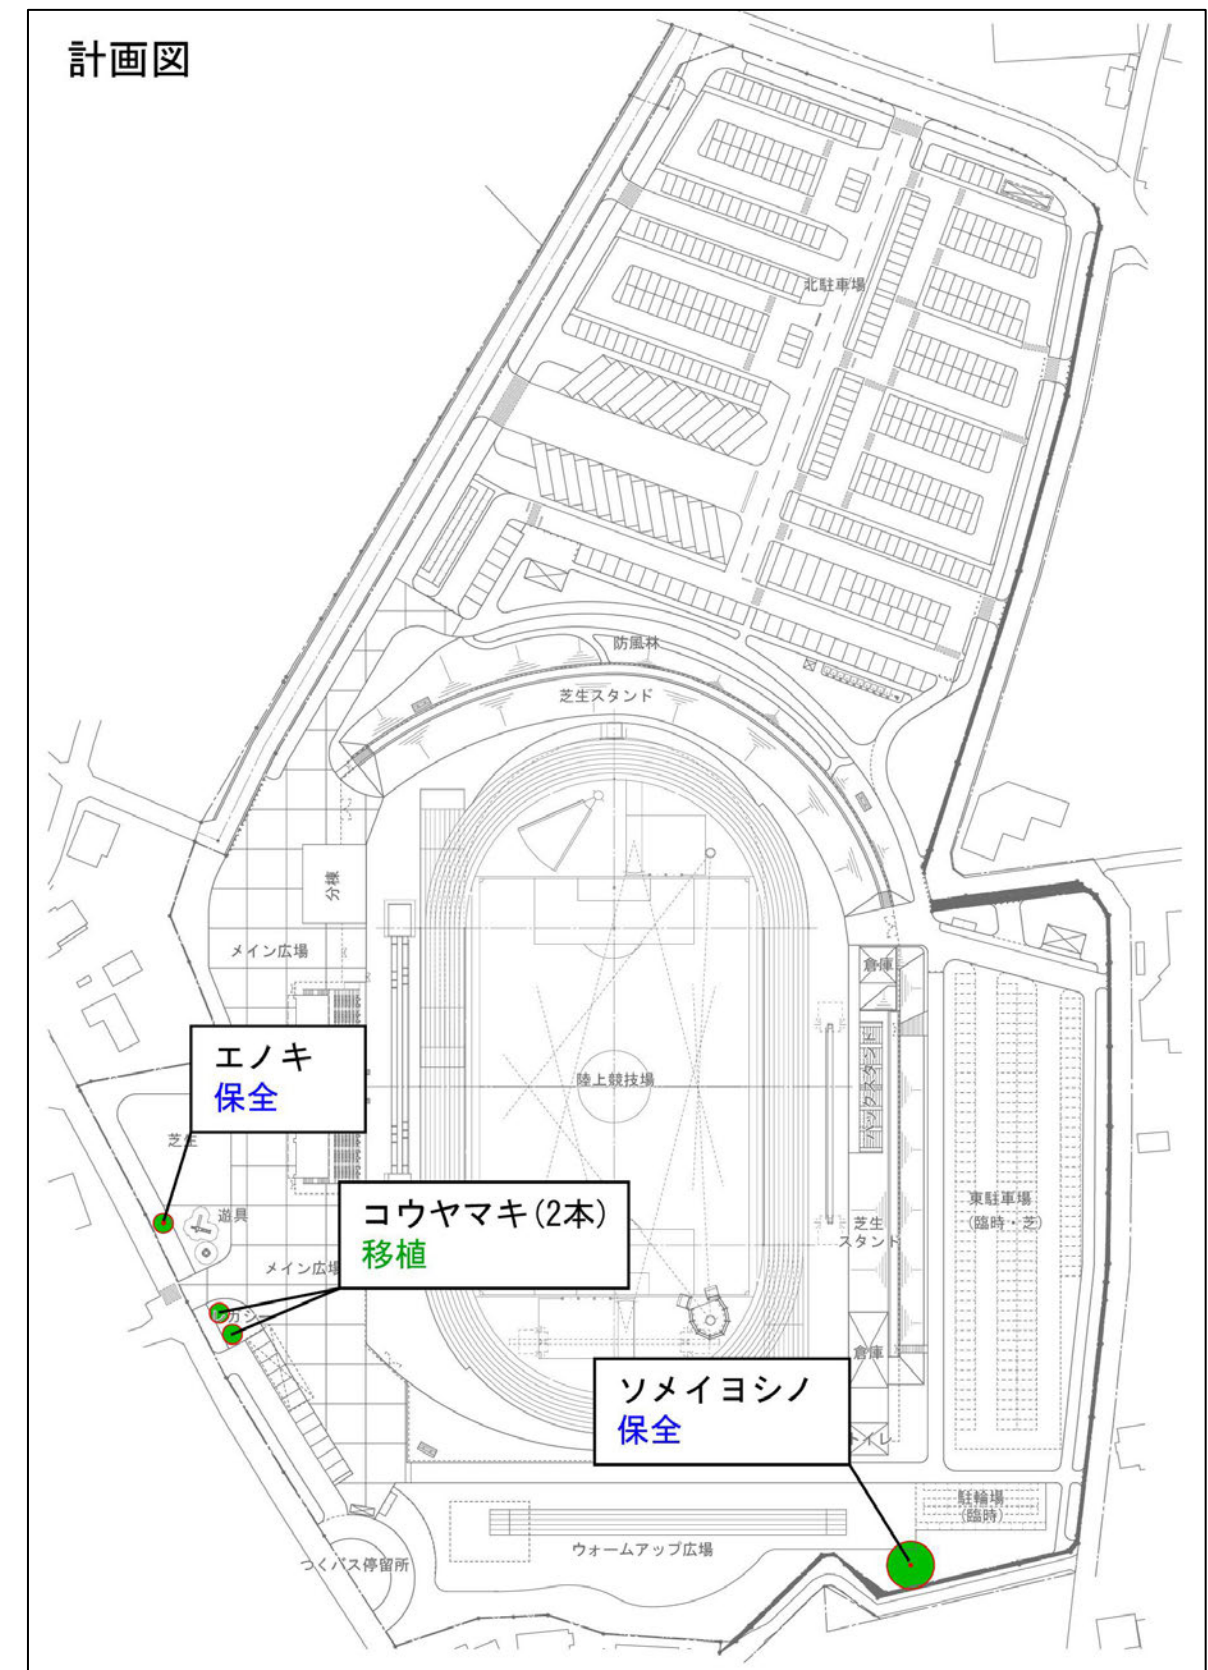 計画図
北駐車場
防風林
芝生スタンド
分棟
メイン広場
倉庫
エノキ
保全
バックスタンド
陸上競技場
芝生
遊具
東駐車場
(臨時・芝)
コウヤマキ(2本)
移植
芝生
スタンド
メイン広場
倉庫
ソメイヨシノ
保全
トイレ
駐輪場
(臨時)
ウォームアップ広場
つくバス停留所